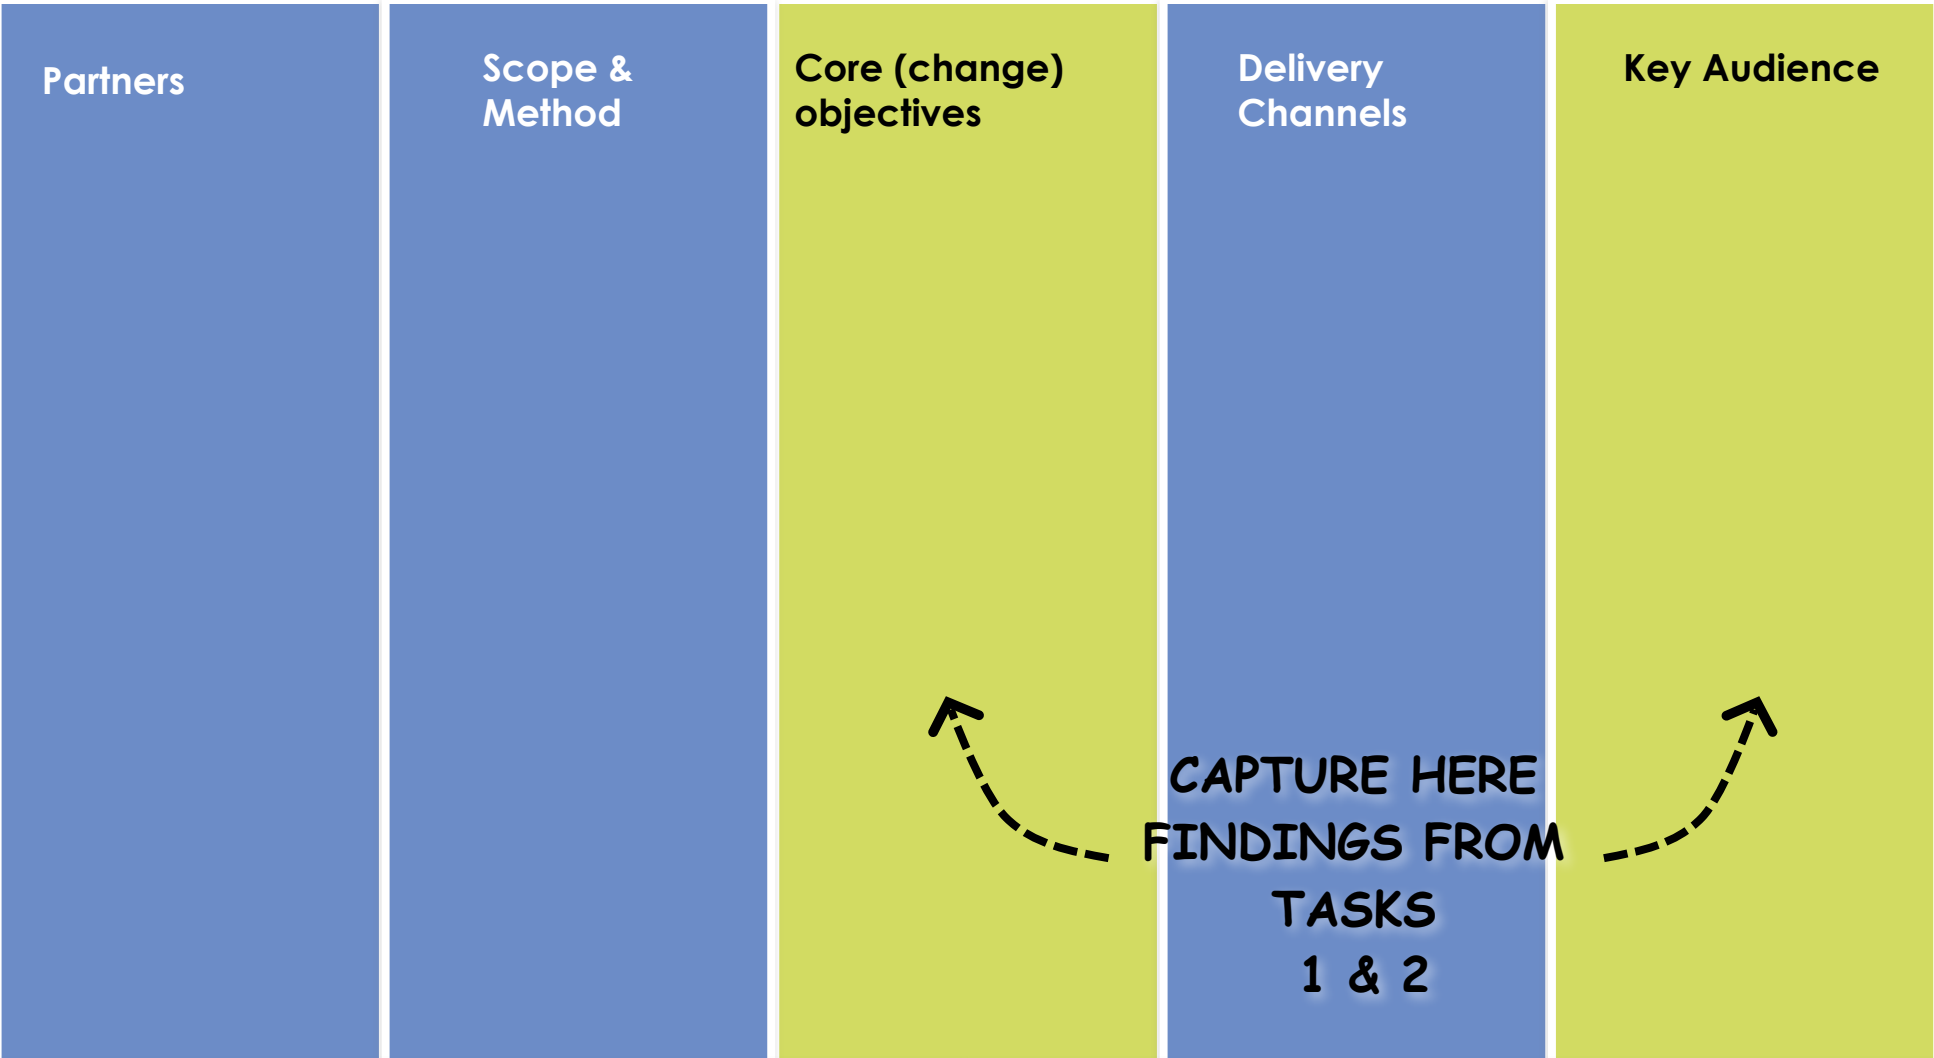 Partners
Scope &
Method
Core (change)
objectives
Delivery
Channels
Key Audience
CAPTURE HERE
FINDINGS FROM
TASKS
1 & 2